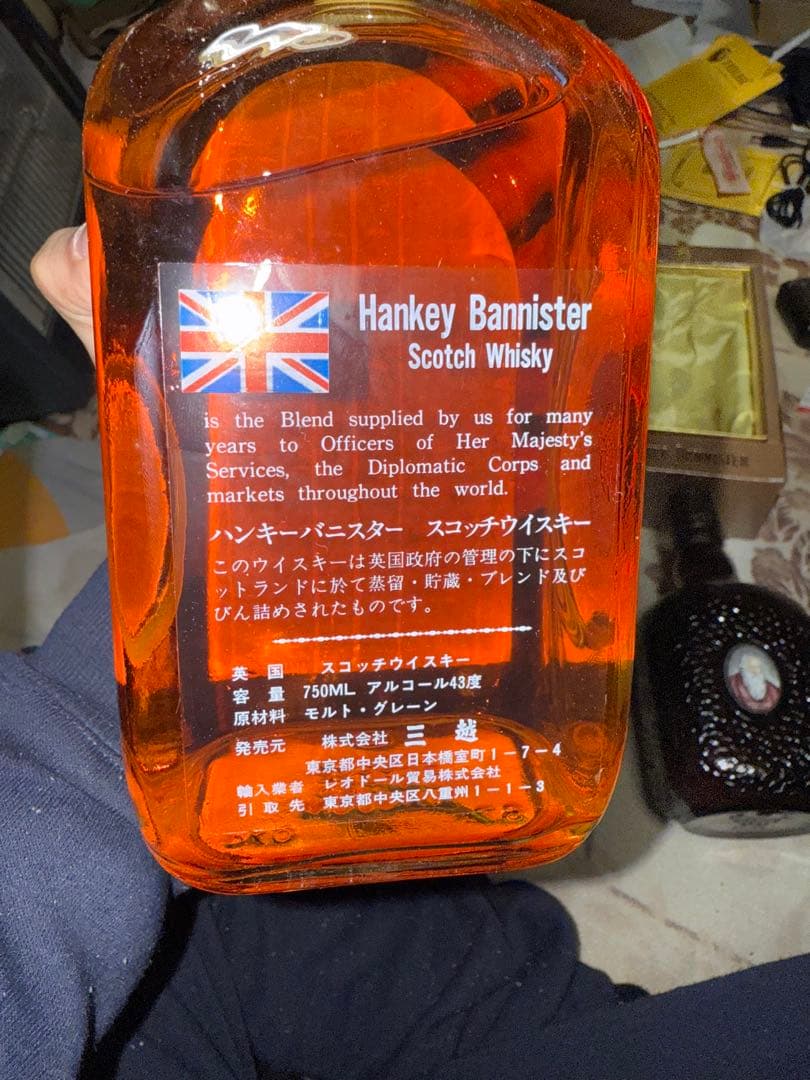 Hankey Bannister
Scotch Whisky
is the Blend supplied by us for many
years to Officers of Her Majesty's
Services, the Diplomatic Corps and
markets throughout the world.
ハンキーバニスター スコッチウイスキー
このウイスキーは英国政府の管理の下にスコ
ットランドに於て蒸留・貯蔵・ブレンド及び
びん詰めされたものです。
英国 スコッチウイスキー
容量 750ML アルコール43度
原材料 モルト・グレーン
発売元 株式会社 三越
東京都中央区日本橋室町1-7-4
輸入業者 レオドール貿易株式会社
引取先 東京都中央区八重州1-1-3